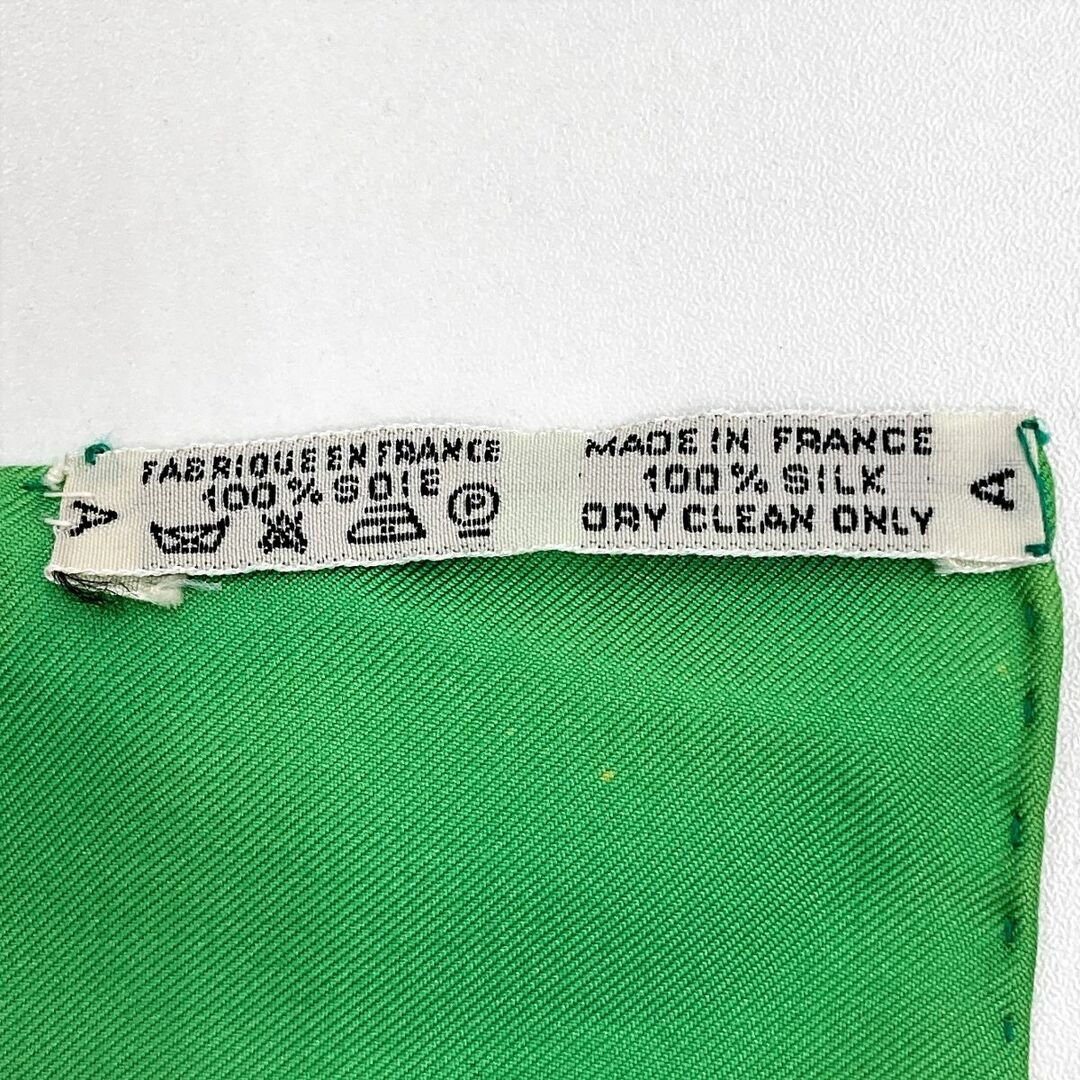 A
FABRIQUE EN FRANCE
100% SOIE
P
MADE IN FRANCE
100% SILK
DRY CLEAN ONLY
A